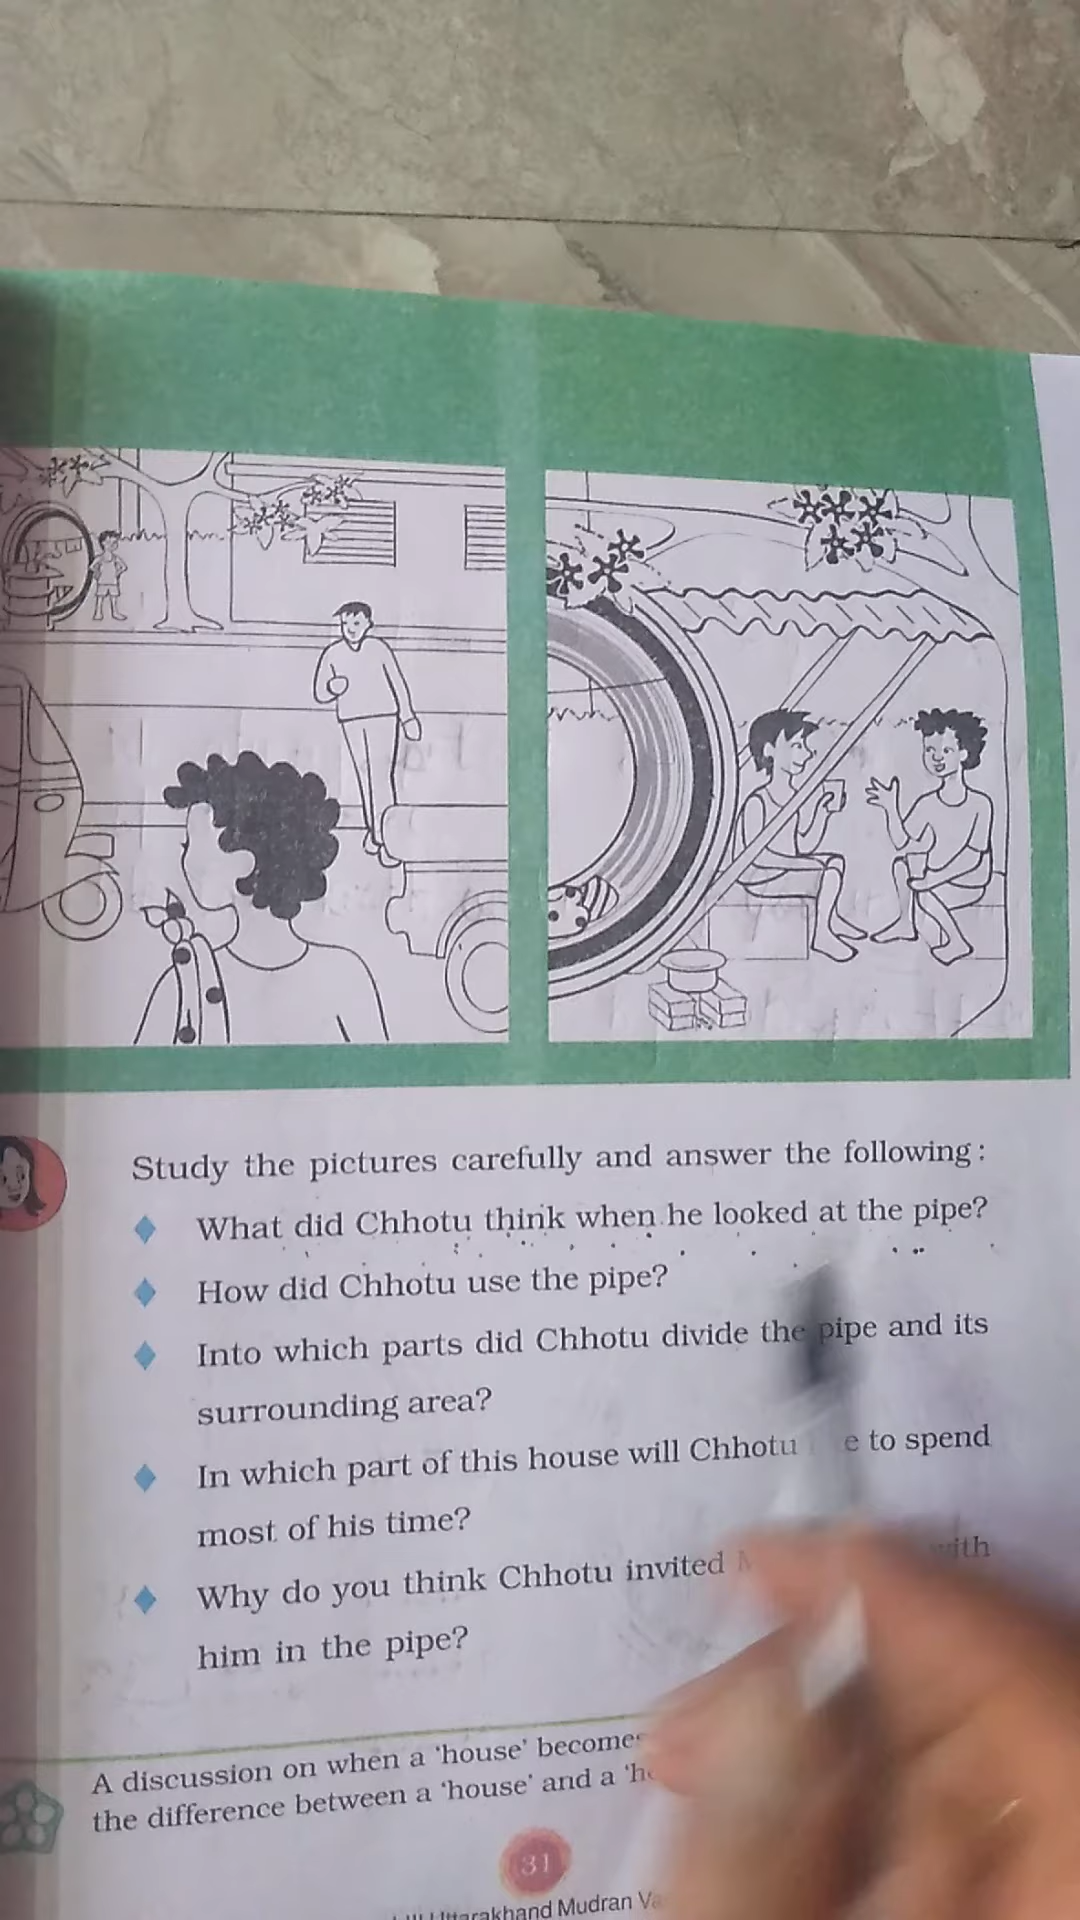 Study the pictures carefully and answer the following:
What did Chhotu think when he looked at the pipe?
How did Chhotu use the pipe?
Into which parts did Chhotu divide the pipe and its
surrounding area?
In which part of this house will Chhotu to spend
most of his time?
Why do you think Chhotu invited with
him in the pipe?
A discussion on when a 'house' becomes
the difference between a 'house' and a
31
Uttarakhand Mudran